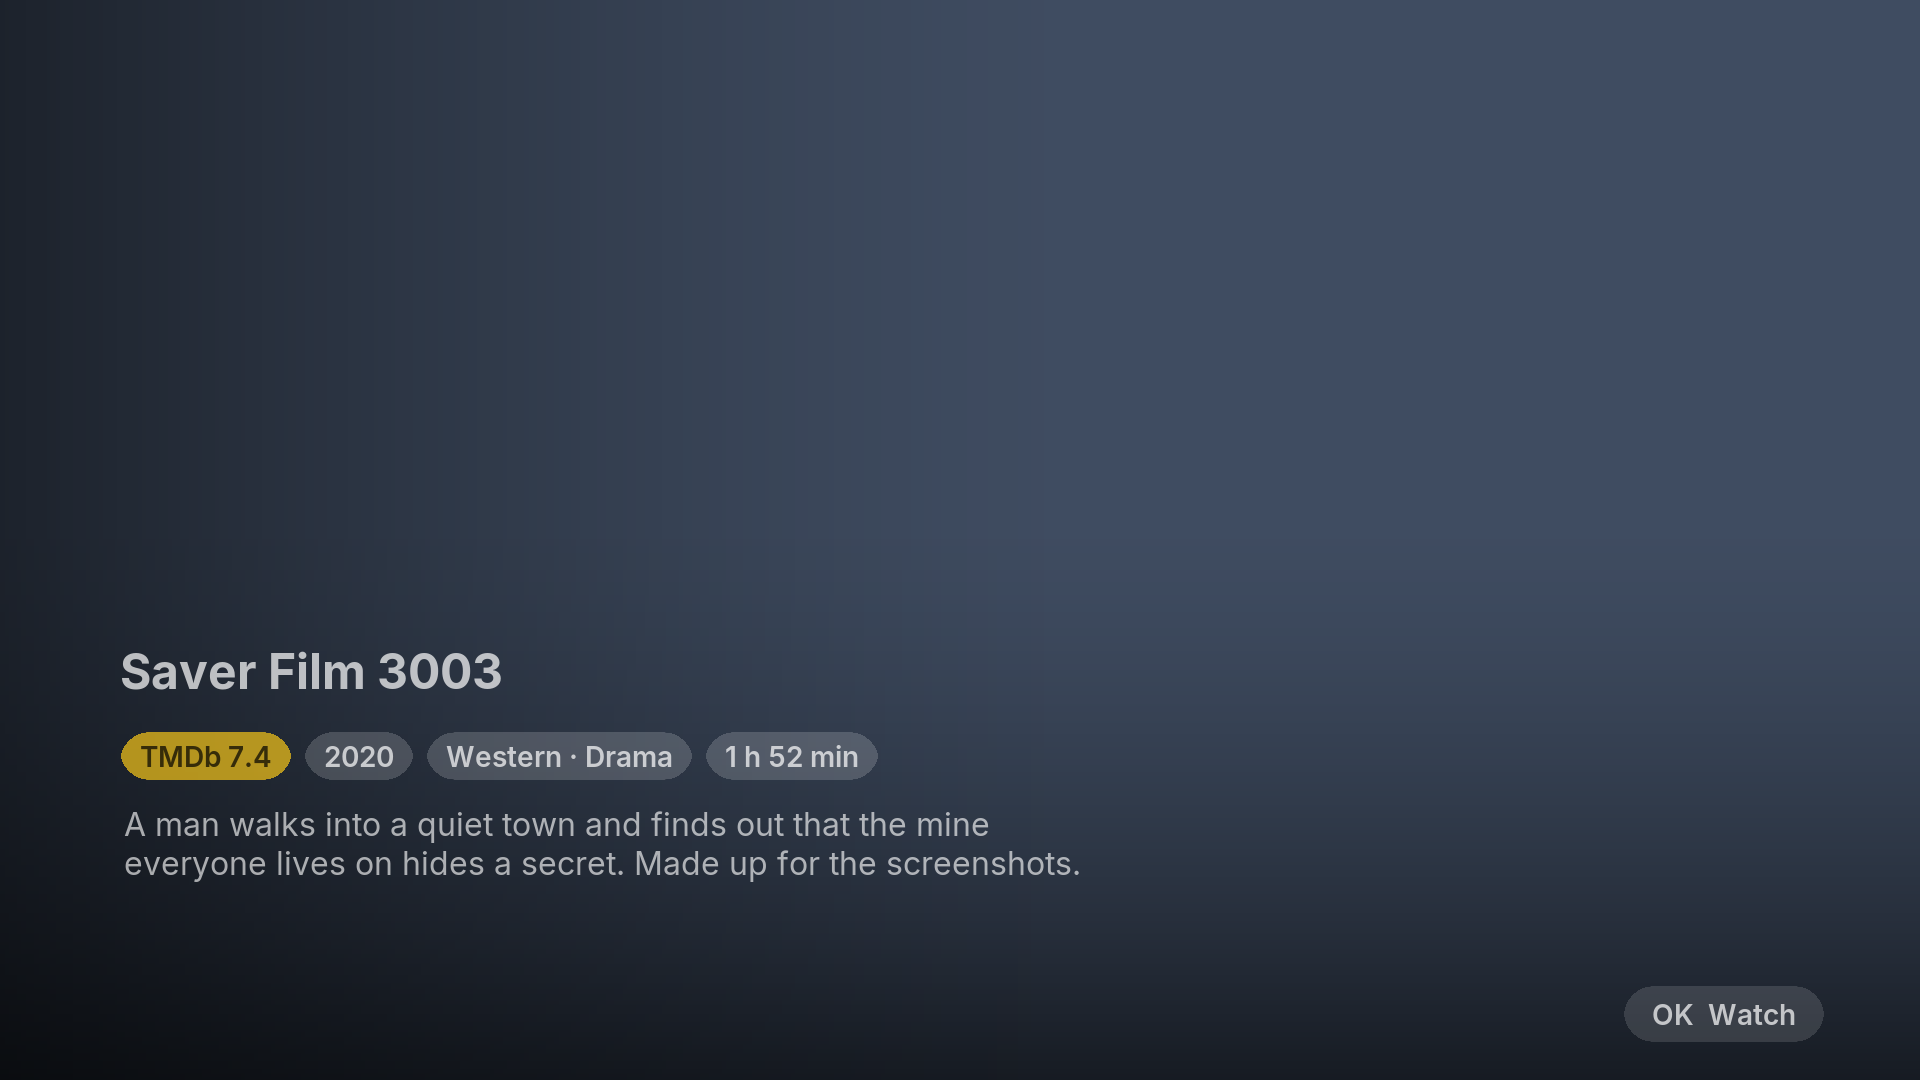 Saver Film 3003
TMDb 7.4 2020 Western · Drama 1 h 52 min
A man walks into a quiet town and finds out that the mine
everyone lives on hides a secret. Made up for the screenshots.
OK Watch